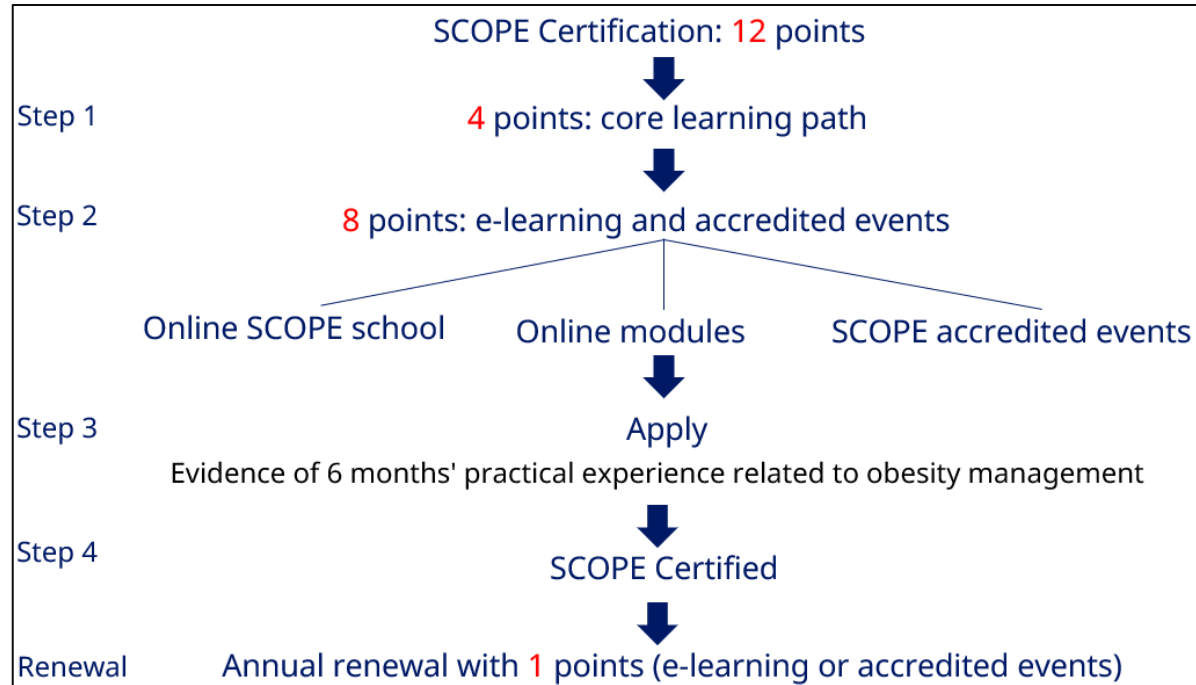 SCOPE Certification: 12 points
Step 1
4 points: core learning path
Step 2
8 points: e-learning and accredited events
Online SCOPE school
Online modules
SCOPE accredited events
Step 3
Apply
Evidence of 6 months' practical experience related to obesity management
Step 4
SCOPE Certified
Renewal
Annual renewal with 1 points (e-learning or accredited events)